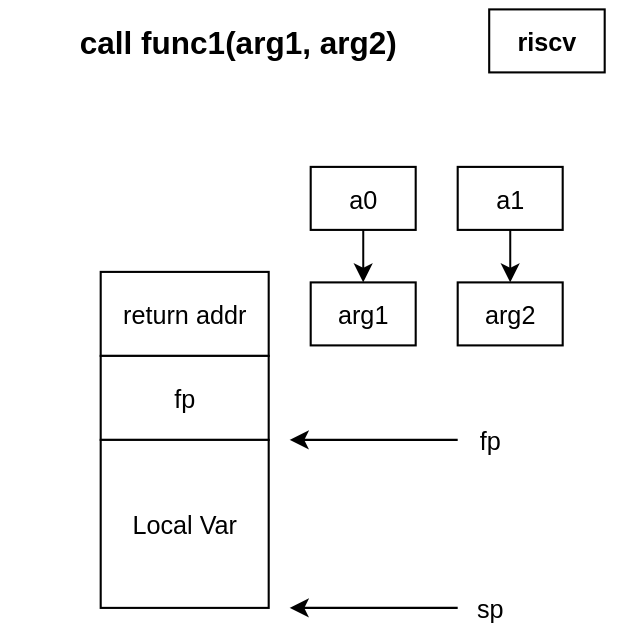 call func1(arg1, arg2)
riscv
a0
a1
return addr
arg1
arg2
fp
fp
Local Var
sp